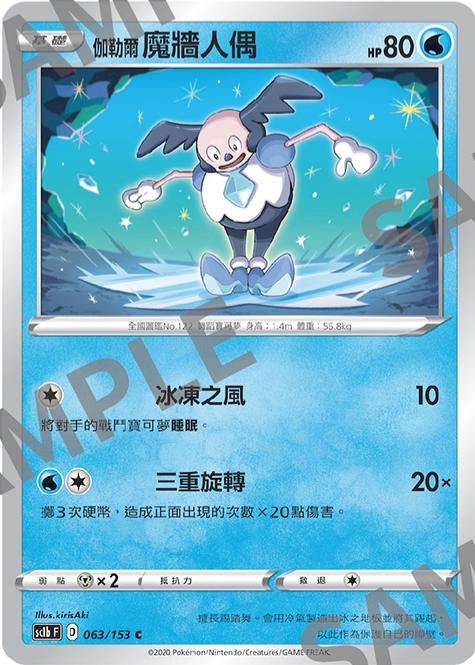 SAMPLE
基礎 伽勒爾 魔牆人偶 HP80
全國圖鑑No.122 舞蹈寶可夢 身高：1.4m 體重：56.8kg
冰凍之風 10
將對手的戰鬥寶可夢睡眠。
三重旋轉 20×
擲3次硬幣，造成正面出現的次數×20點傷害。
弱點 ×2 抵抗力 撤退
Illus.kirisAki
sc1b F D 063/153 C
擅長踢踏舞。會用冷氣製造出冰之地板並將其踢起，
以此作為保護自己的障壁。
©2020 Pokémon/Nintendo/Creatures/GAME FREAK.